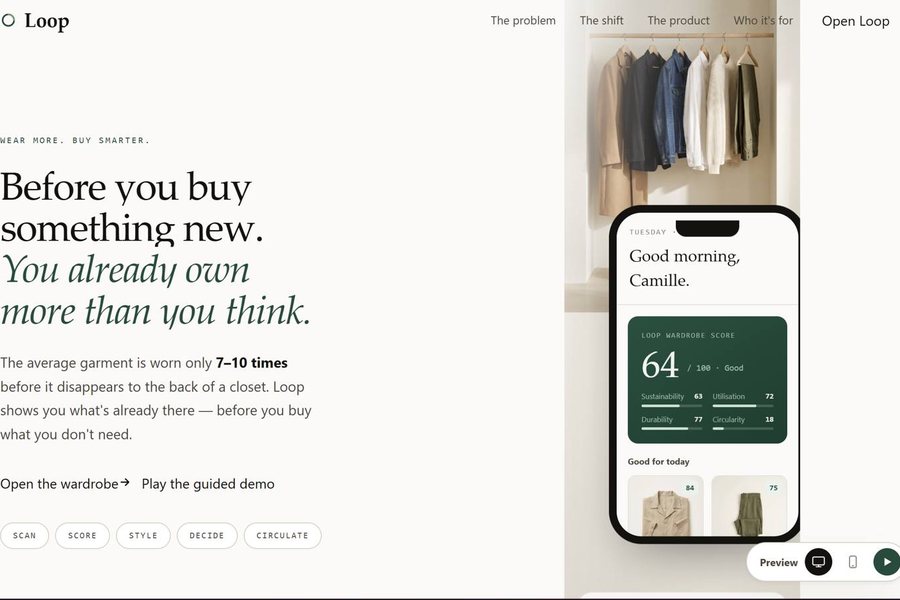 Loop
The problem
The shift
The product
Who it's for
Open Loop
WEAR MORE. BUY SMARTER.
Before you buy
something new.
You already own
more than you think.
The average garment is worn only 7–10 times
before it disappears to the back of a closet. Loop
shows you what's already there — before you buy
what you don't need.
Open the wardrobe→
Play the guided demo
SCAN
SCORE
STYLE
DECIDE
CIRCULATE
TUESDAY
Good morning,
Camille.
LOOP WARDROBE SCORE
64 / 100 · Good
Sustainability 63
Utilisation 72
Durability 77
Circularity 18
Good for today
84
75
Preview